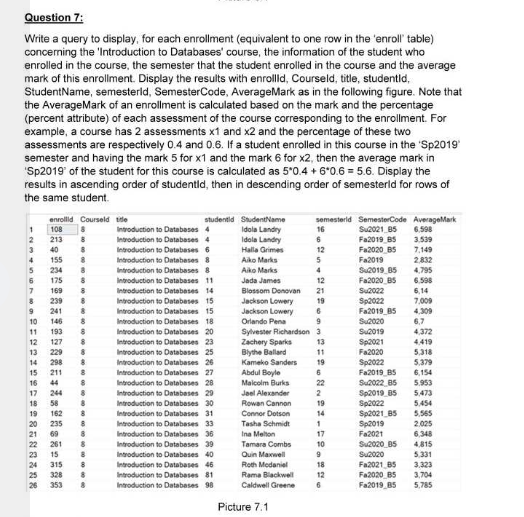 Question 7:
Write a query to display, for each enrollment (equivalent to one row in the 'enroll' table)
concerning the 'Introduction to Databases' course, the information of the student who
enrolled in the course, the semester that the student enrolled in the course and the average
mark of this enrollment. Display the results with enrollId, CourseId, title, studentId,
StudentName, semesterId, SemesterCode, AverageMark as in the following figure. Note that
the AverageMark of an enrollment is calculated based on the mark and the percentage
(percent attribute) of each assessment of the course corresponding to the enrollment. For
example, a course has 2 assessments x1 and x2 and the percentage of these two
assessments are respectively 0.4 and 0.6. If a student enrolled in this course in the 'Sp2019'
semester and having the mark 5 for x1 and the mark 6 for x2, then the average mark in
'Sp2019' of the student for this course is calculated as 5*0.4 + 6*0.6 = 5.6. Display the
results in ascending order of studentId, then in descending order of semesterId for rows of
the same student.
enrollId CourseId title studentId StudentName semesterId SemesterCode AverageMark
1 108 8 Introduction to Databases 4 Idola Landry 16 Su2021_B5 6,598
2 213 8 Introduction to Databases 4 Idola Landry 6 Fa2019_B5 3,539
3 40 8 Introduction to Databases 6 Halla Grimes 12 Fa2020_B5 7,149
4 155 8 Introduction to Databases 8 Aiko Marks 5 Fa2019 2,832
5 234 8 Introduction to Databases 8 Aiko Marks 4 Su2019_B5 4,795
6 175 8 Introduction to Databases 11 Jada James 12 Fa2020_B5 6,598
7 169 8 Introduction to Databases 14 Blossom Donovan 21 Su2022 6,14
8 239 8 Introduction to Databases 15 Jackson Lowery 19 Sp2022 7,009
9 241 8 Introduction to Databases 15 Jackson Lowery 6 Fa2019_B5 4,309
10 146 8 Introduction to Databases 18 Orlando Pena 9 Su2020 6,7
11 193 8 Introduction to Databases 20 Sylvester Richardson 3 Su2019 4,372
12 127 8 Introduction to Databases 23 Zachery Sparks 13 Sp2021 4,419
13 229 8 Introduction to Databases 25 Blythe Ballard 11 Fa2020 5,318
14 298 8 Introduction to Databases 26 Kameko Sanders 19 Sp2022 5,379
15 211 8 Introduction to Databases 27 Abdul Boyle 6 Fa2019_B5 6,154
16 44 8 Introduction to Databases 28 Malcolm Burks 22 Su2022_B5 5,953
17 244 8 Introduction to Databases 29 Jael Alexander 2 Sp2019_B5 5,473
18 58 8 Introduction to Databases 30 Rowan Cannon 19 Sp2022 5,454
19 162 8 Introduction to Databases 31 Connor Dotson 14 Sp2021_B5 5,565
20 235 8 Introduction to Databases 33 Tasha Schmidt 1 Sp2019 2,025
21 69 8 Introduction to Databases 36 Ina Melton 17 Fa2021 6,348
22 261 8 Introduction to Databases 39 Tamara Combs 10 Su2020_B5 4,815
23 15 8 Introduction to Databases 40 Quin Maxwell 9 Su2020 5,331
24 315 8 Introduction to Databases 46 Roth Mcdaniel 18 Fa2021_B5 3,323
25 328 8 Introduction to Databases 81 Rama Blackwell 12 Fa2020_B5 3,704
26 353 8 Introduction to Databases 98 Caldwell Greene 6 Fa2019_B5 5,785
Picture 7.1